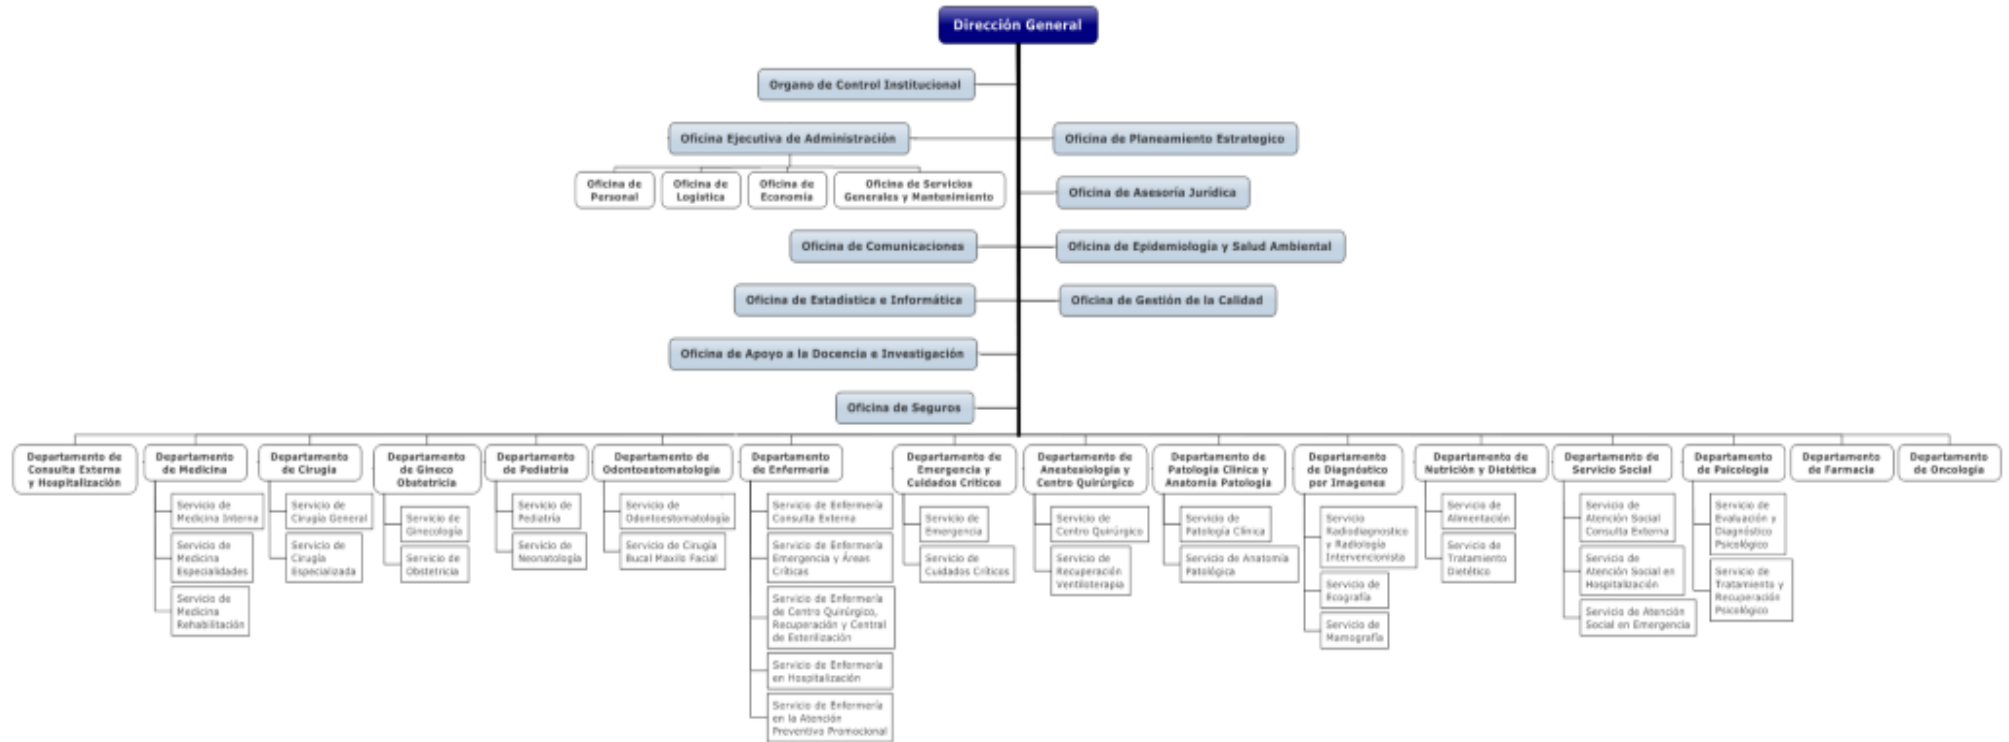 Dirección General
Organo de Control Institucional
Oficina Ejecutiva de Administración
Oficina de Planeamiento Estrategico
Oficina de
Personal
Oficina de
Logística
Oficina de
Economía
Oficina de Servicios
Generales y Mantenimiento
Oficina de Asesoría Jurídica
Oficina de Comunicaciones
Oficina de Epidemiología y Salud Ambiental
Oficina de Estadística e Informática
Oficina de Gestión de la Calidad
Oficina de Apoyo a la Docencia e Investigación
Oficina de Seguros
Departamento de
Consulta Externa
y Hospitalización
Departamento
de Medicina
Servicio de
Medicina Interna
Servicio de
Medicina
Especialidades
Servicio de
Medicina
Rehabilitación
Departamento
de Cirugía
Servicio de
Cirugía General
Servicio de
Cirugía
Especializada
Departamento
de Gineco
Obstetricia
Servicio de
Ginecología
Servicio de
Obstetricia
Departamento
de Pediatría
Servicio de
Pediatría
Servicio de
Neonatología
Departamento de
Odontoestomatología
Servicio de
Odontoestomatología
Servicio de Cirugía
Bucal Maxilo Facial
Departamento
de Enfermería
Servicio de Enfermería
Consulta Externa
Servicio de Enfermería
Emergencia y Áreas
Críticas
Servicio de Enfermería
de Centro Quirúrgico,
Recuperación y Central
de Esterilización
Servicio de Enfermería
en Hospitalización
Servicio de Enfermería
en la Atención
Preventivo Promocional
Departamento de
Emergencia y
Cuidados Críticos
Servicio de
Emergencia
Servicio de
Cuidados Críticos
Departamento de
Anestesiología y
Centro Quirúrgico
Servicio de
Centro Quirúrgico
Servicio de
Recuperación
Ventiloterapia
Departamento de
Patología Clínica y
Anatomía Patología
Servicio de
Patología Clínica
Servicio de Anatomía
Patológica
Departamento
de Diagnóstico
por Imagenes
Servicio
Radiodiagnostico
y Radiología
Intervencionista
Servicio de
Ecografía
Servicio de
Mamografía
Departamento de
Nutrición y Dietética
Servicio de
Alimentación
Servicio de
Tratamiento
Dietético
Departamento de
Servicio Social
Servicio de
Atención Social
Consulta Externa
Servicio de
Atención Social en
Hospitalización
Servicio de Atención
Social en Emergencia
Departamento
de Psicología
Servicio de
Evaluación y
Diagnóstico
Psicológico
Servicio de
Tratamiento y
Recuperación
Psicológico
Departamento
de Farmacia
Departamento
de Oncología